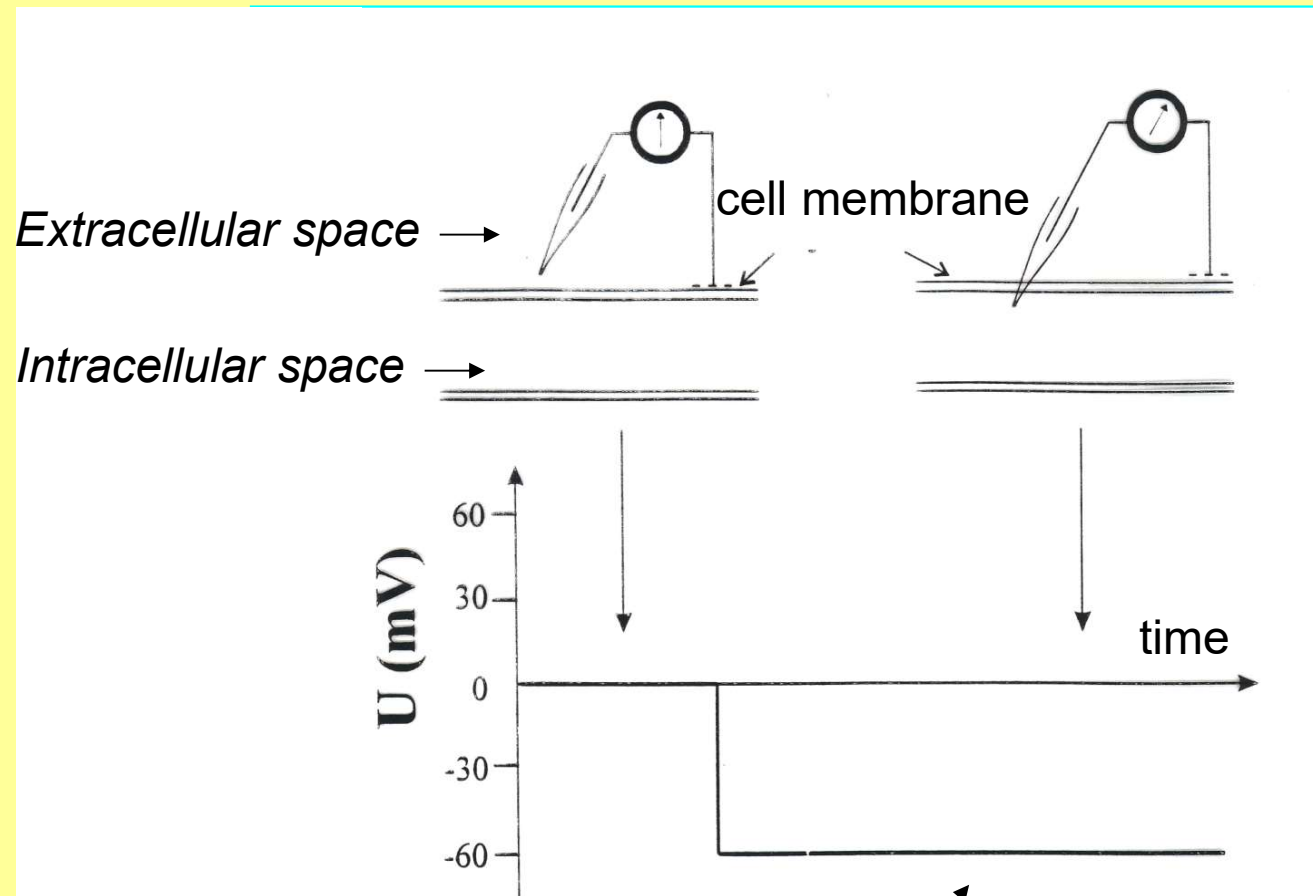 cell membrane
Extracellular space
Intracellular space
U (mV)
60
30
time
0
-30
-60